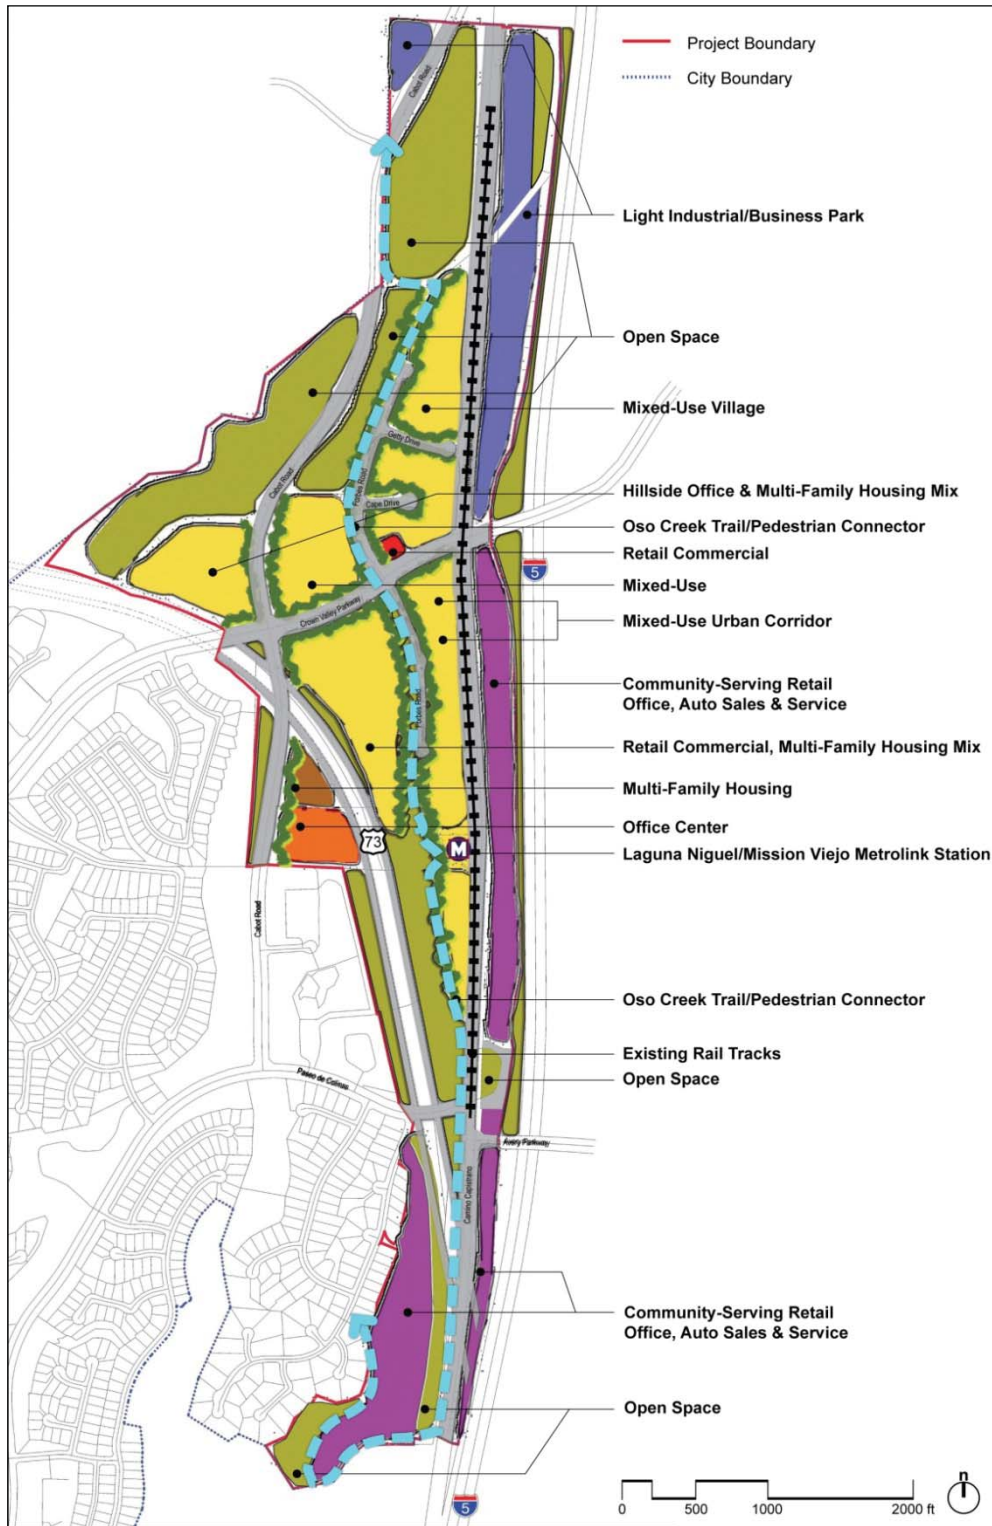 Project Boundary
City Boundary
Cabot Road
Light Industrial/Business Park
Open Space
Mixed-Use Village
Getty Drive
Cabot Road
Forbes Road
Cape Drive
Hillside Office & Multi-Family Housing Mix
Oso Creek Trail/Pedestrian Connector
Retail Commercial
5
Mixed-Use
Crown Valley Parkway
Mixed-Use Urban Corridor
Community-Serving Retail
Office, Auto Sales & Service
Forbes Road
Retail Commercial, Multi-Family Housing Mix
Multi-Family Housing
Office Center
73
M
Laguna Niguel/Mission Viejo Metrolink Station
Cabot Road
Oso Creek Trail/Pedestrian Connector
Existing Rail Tracks
Open Space
Paseo de Colinas
Avery Parkway
Camino Capistrano
Community-Serving Retail
Office, Auto Sales & Service
Open Space
n
0 500 1000 2000 ft
5